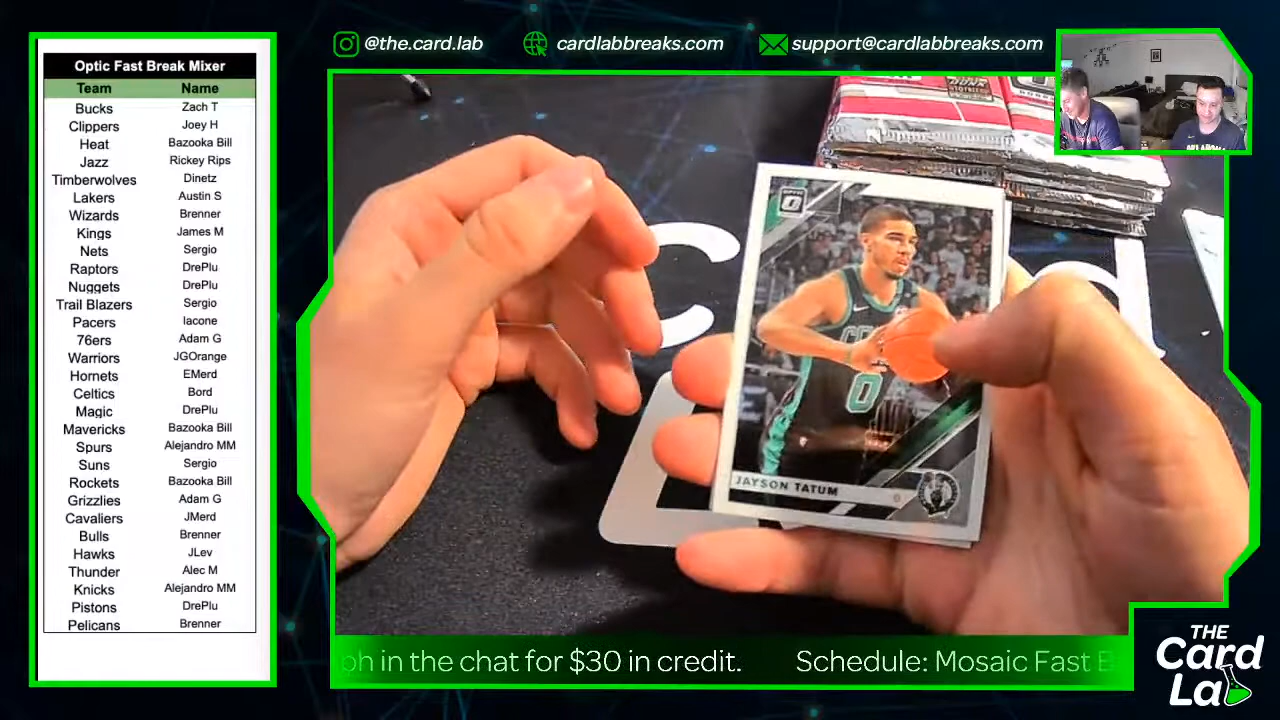 @the.card.lab
cardlabbreaks.com
support@cardlabbreaks.com
Optic Fast Break Mixer
Team Name
Bucks Zach T
Clippers Joey H
Heat Bazooka Bill
Jazz Rickey Rips
Timberwolves Dinetz
Lakers Austin S
Wizards Brenner
Kings James M
Nets Sergio
Raptors DrePlu
Nuggets DrePlu
Trail Blazers Sergio
Pacers Iacone
76ers Adam G
Warriors JGOrange
Hornets EMerd
Celtics Bord
Magic DrePlu
Mavericks Bazooka Bill
Spurs Alejandro MM
Suns Sergio
Rockets Bazooka Bill
Grizzlies Adam G
Cavaliers JMerd
Bulls Brenner
Hawks JLev
Thunder Alec M
Knicks Alejandro MM
Pistons DrePlu
Pelicans Brenner
0
JAYSON TATUM
ph in the chat for $30 in credit. Schedule: Mosaic Fast B
THE
Card
Lab